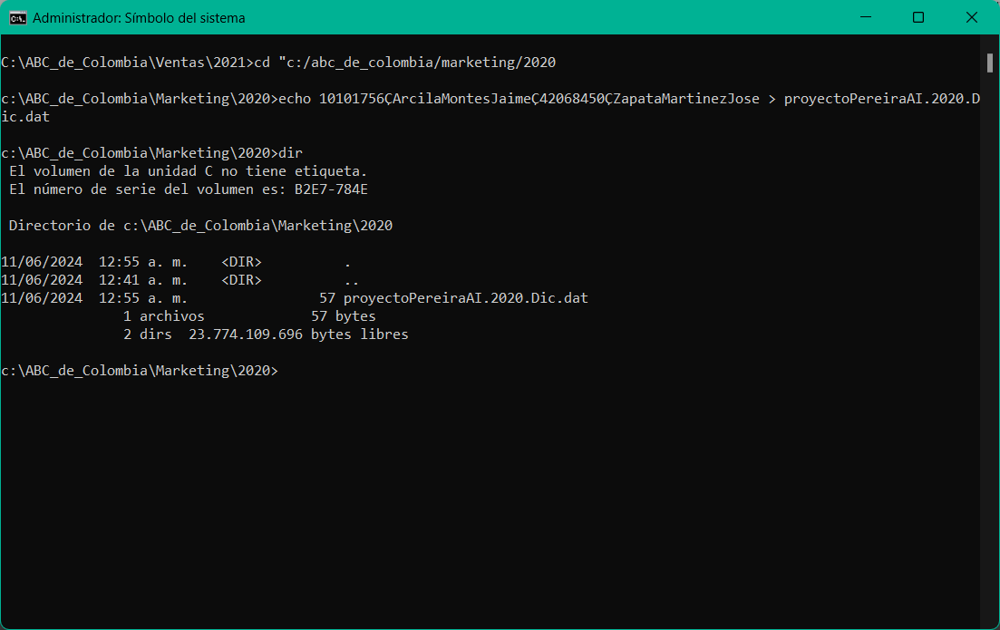 Administrador: Símbolo del sistema
C:\ABC_de_Colombia\Ventas\2021>cd "c:/abc_de_colombia/marketing/2020
c:\ABC_de_Colombia\Marketing\2020>echo 10101756ÇArcilaMontesJaimeÇ42068450ÇZapataMartinezJose > proyectoPereiraAI.2020.D
ic.dat
c:\ABC_de_Colombia\Marketing\2020>dir
El volumen de la unidad C no tiene etiqueta.
El número de serie del volumen es: B2E7-784E
Directorio de c:\ABC_de_Colombia\Marketing\2020
11/06/2024  12:55 a. m.    <DIR>          .
11/06/2024  12:41 a. m.    <DIR>          ..
11/06/2024  12:55 a. m.                57 proyectoPereiraAI.2020.Dic.dat
1 archivos             57 bytes
2 dirs  23.774.109.696 bytes libres
c:\ABC_de_Colombia\Marketing\2020>